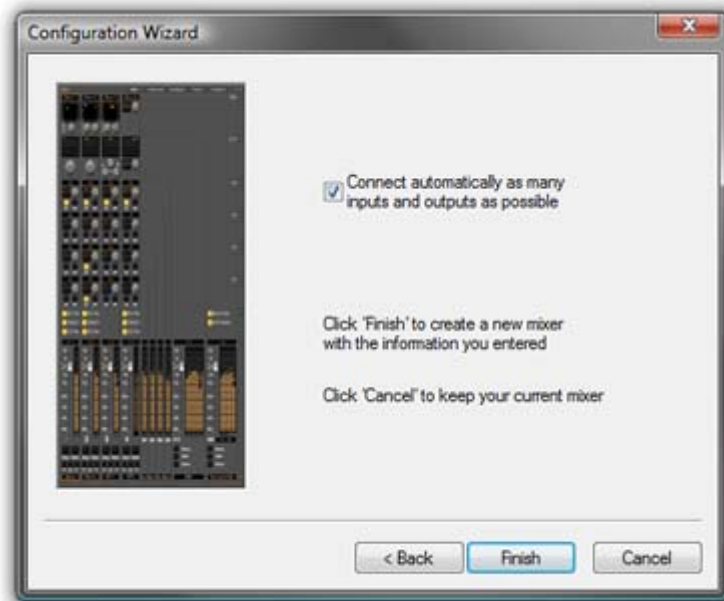 Configuration Wizard
Connect automatically as many
inputs and outputs as possible
Click 'Finish' to create a new mixer
with the information you entered
Click 'Cancel' to keep your current mixer
< Back
Finish
Cancel